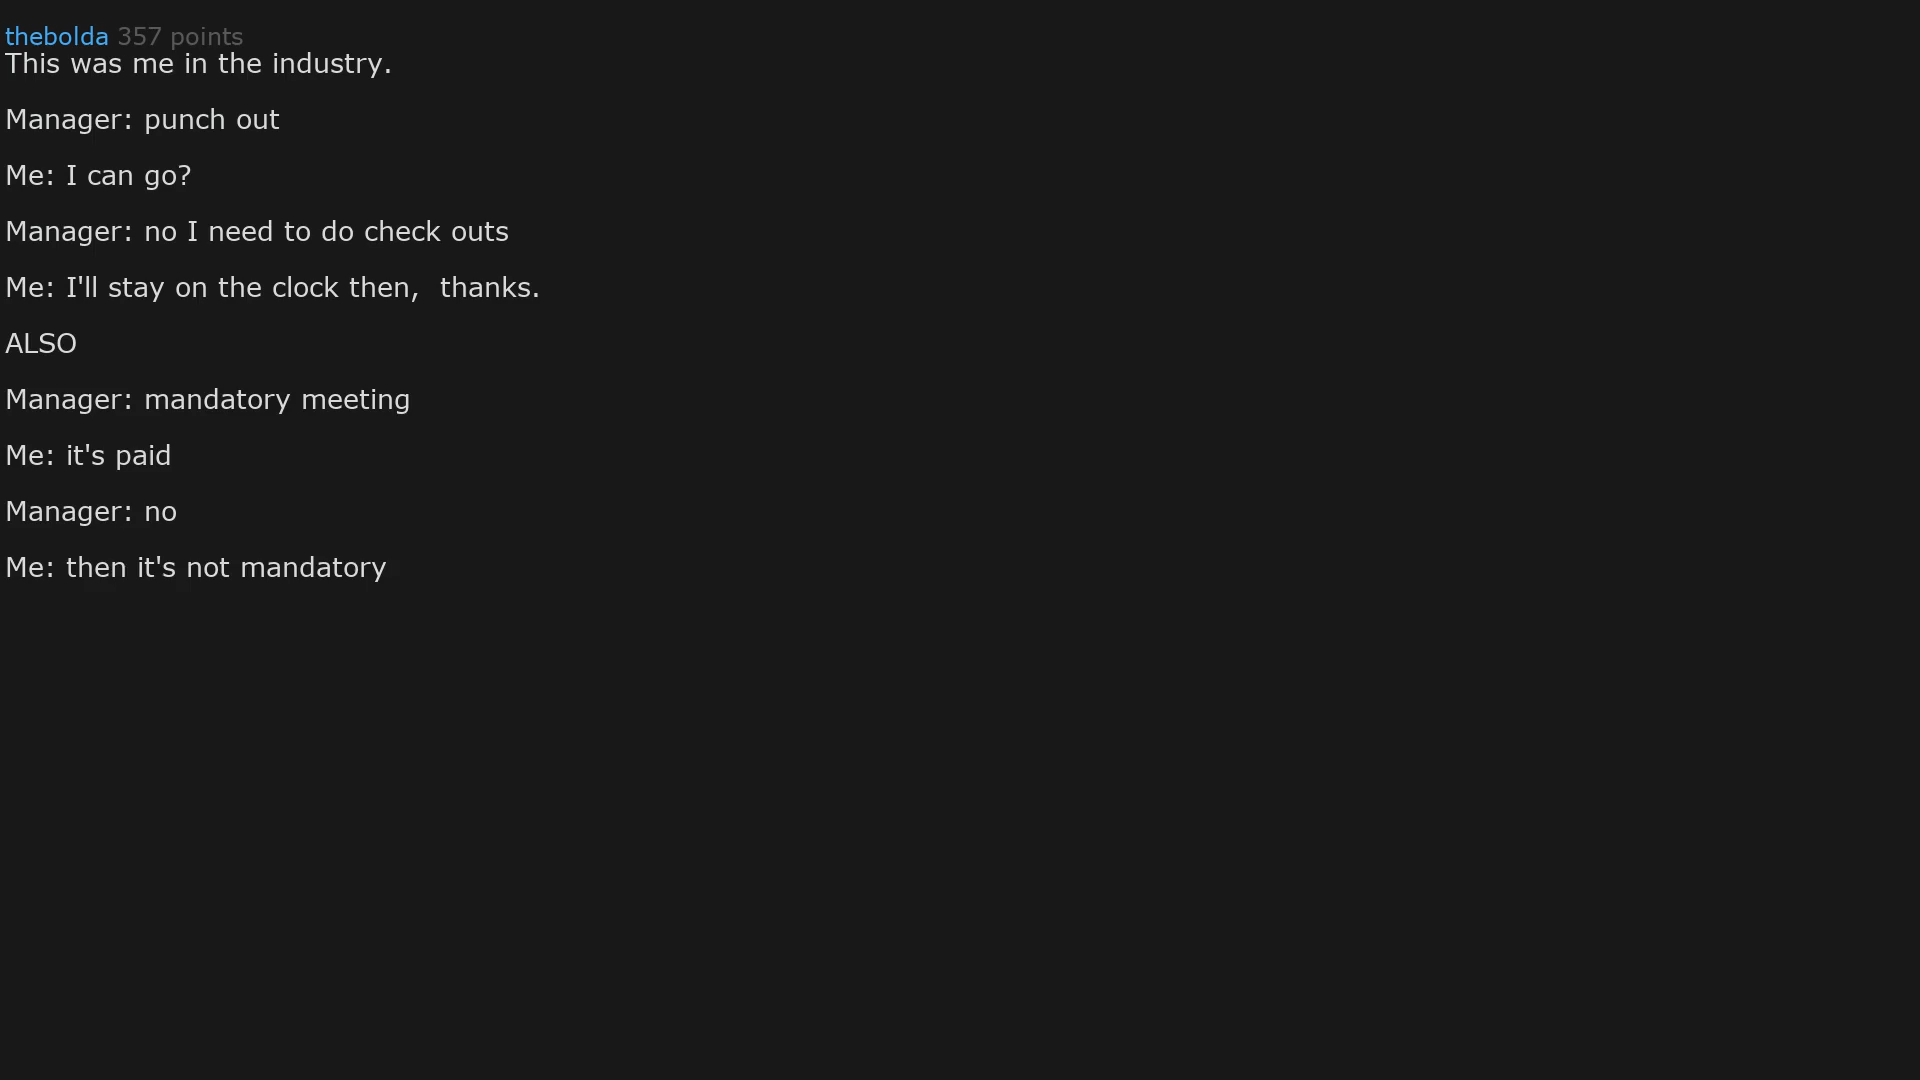 thebolda 357 points
This was me in the industry.
Manager: punch out
Me: I can go?
Manager: no I need to do check outs
Me: I'll stay on the clock then,  thanks.
ALSO
Manager: mandatory meeting
Me: it's paid
Manager: no
Me: then it's not mandatory